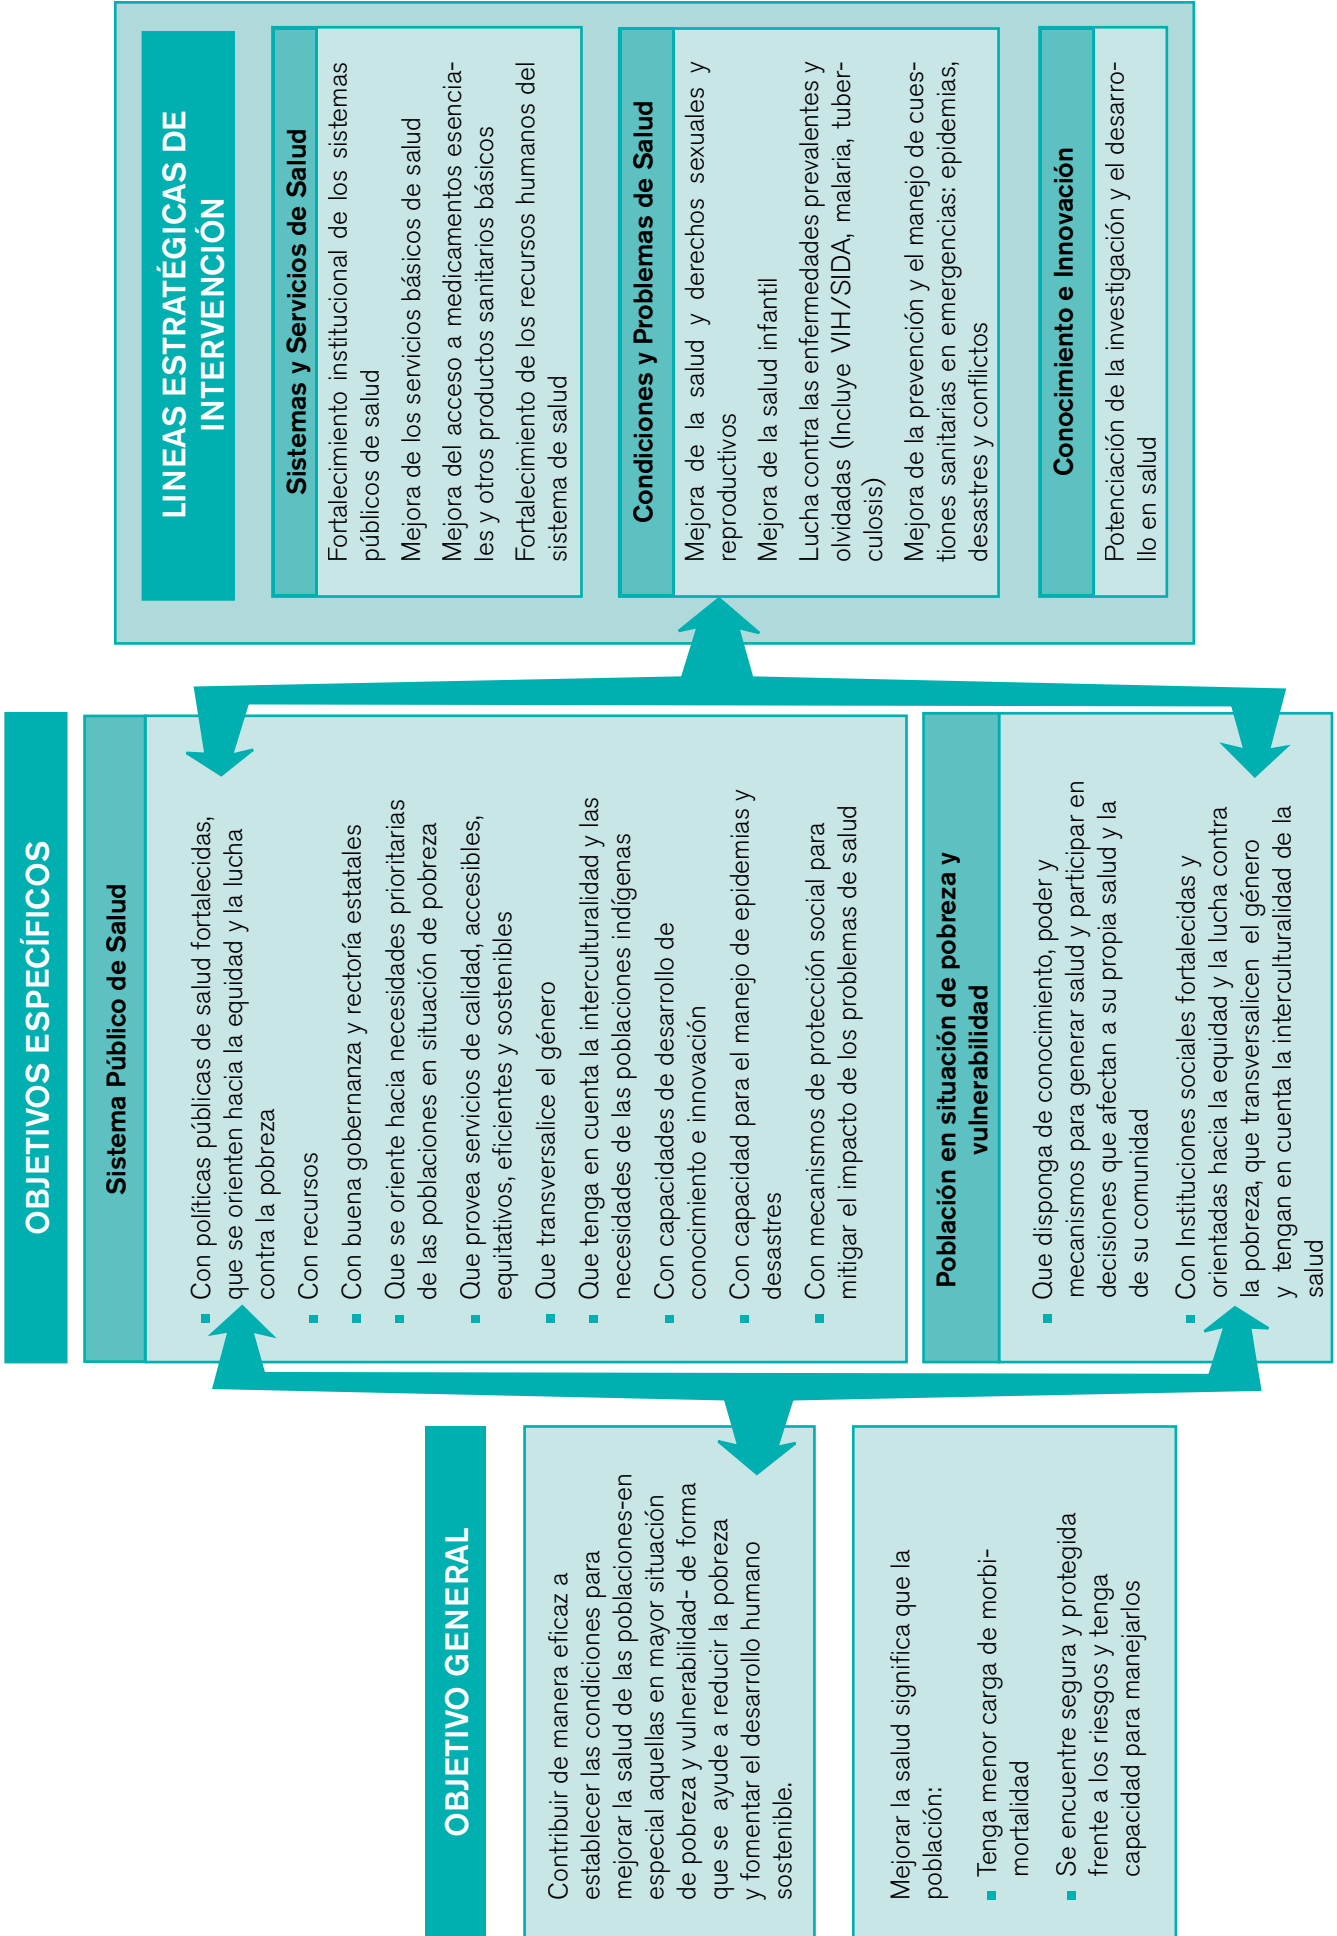 OBJETIVO GENERAL
Contribuir de manera eficaz a
establecer las condiciones para
mejorar la salud de las poblaciones-en
especial aquellas en mayor situación
de pobreza y vulnerabilidad- de forma
que se ayude a reducir la pobreza
y fomentar el desarrollo humano
sostenible.
Mejorar la salud significa que la
población:
▪ Tenga menor carga de morbi-
mortalidad
▪ Se encuentre segura y protegida
frente a los riesgos y tenga
capacidad para manejarlos
OBJETIVOS ESPECÍFICOS
Sistema Público de Salud
▪ Con políticas públicas de salud fortalecidas,
que se orienten hacia la equidad y la lucha
contra la pobreza
▪ Con recursos
▪ Con buena gobernanza y rectoría estatales
▪ Que se oriente hacia necesidades prioritarias
de las poblaciones en situación de pobreza
▪ Que provea servicios de calidad, accesibles,
equitativos, eficientes y sostenibles
▪ Que transversalice el género
▪ Que tenga en cuenta la interculturalidad y las
necesidades de las poblaciones indígenas
▪ Con capacidades de desarrollo de
conocimiento e innovación
▪ Con capacidad para el manejo de epidemias y
desastres
▪ Con mecanismos de protección social para
mitigar el impacto de los problemas de salud
Población en situación de pobreza y
vulnerabilidad
▪ Que disponga de conocimiento, poder y
mecanismos para generar salud y participar en
decisiones que afectan a su propia salud y la
de su comunidad
▪ Con Instituciones sociales fortalecidas y
orientadas hacia la equidad y la lucha contra
la pobreza, que transversalicen el género
y tengan en cuenta la interculturalidad de la
salud
LINEAS ESTRATÉGICAS DE
INTERVENCIÓN
Sistemas y Servicios de Salud
Fortalecimiento institucional de los sistemas
públicos de salud
Mejora de los servicios básicos de salud
Mejora del acceso a medicamentos esencia-
les y otros productos sanitarios básicos
Fortalecimiento de los recursos humanos del
sistema de salud
Condiciones y Problemas de Salud
Mejora de la salud y derechos sexuales y
reproductivos
Mejora de la salud infantil
Lucha contra las enfermedades prevalentes y
olvidadas (Incluye VIH/SIDA, malaria, tuber-
culosis)
Mejora de la prevención y el manejo de cues-
tiones sanitarias en emergencias: epidemias,
desastres y conflictos
Conocimiento e Innovación
Potenciación de la investigación y el desarro-
llo en salud